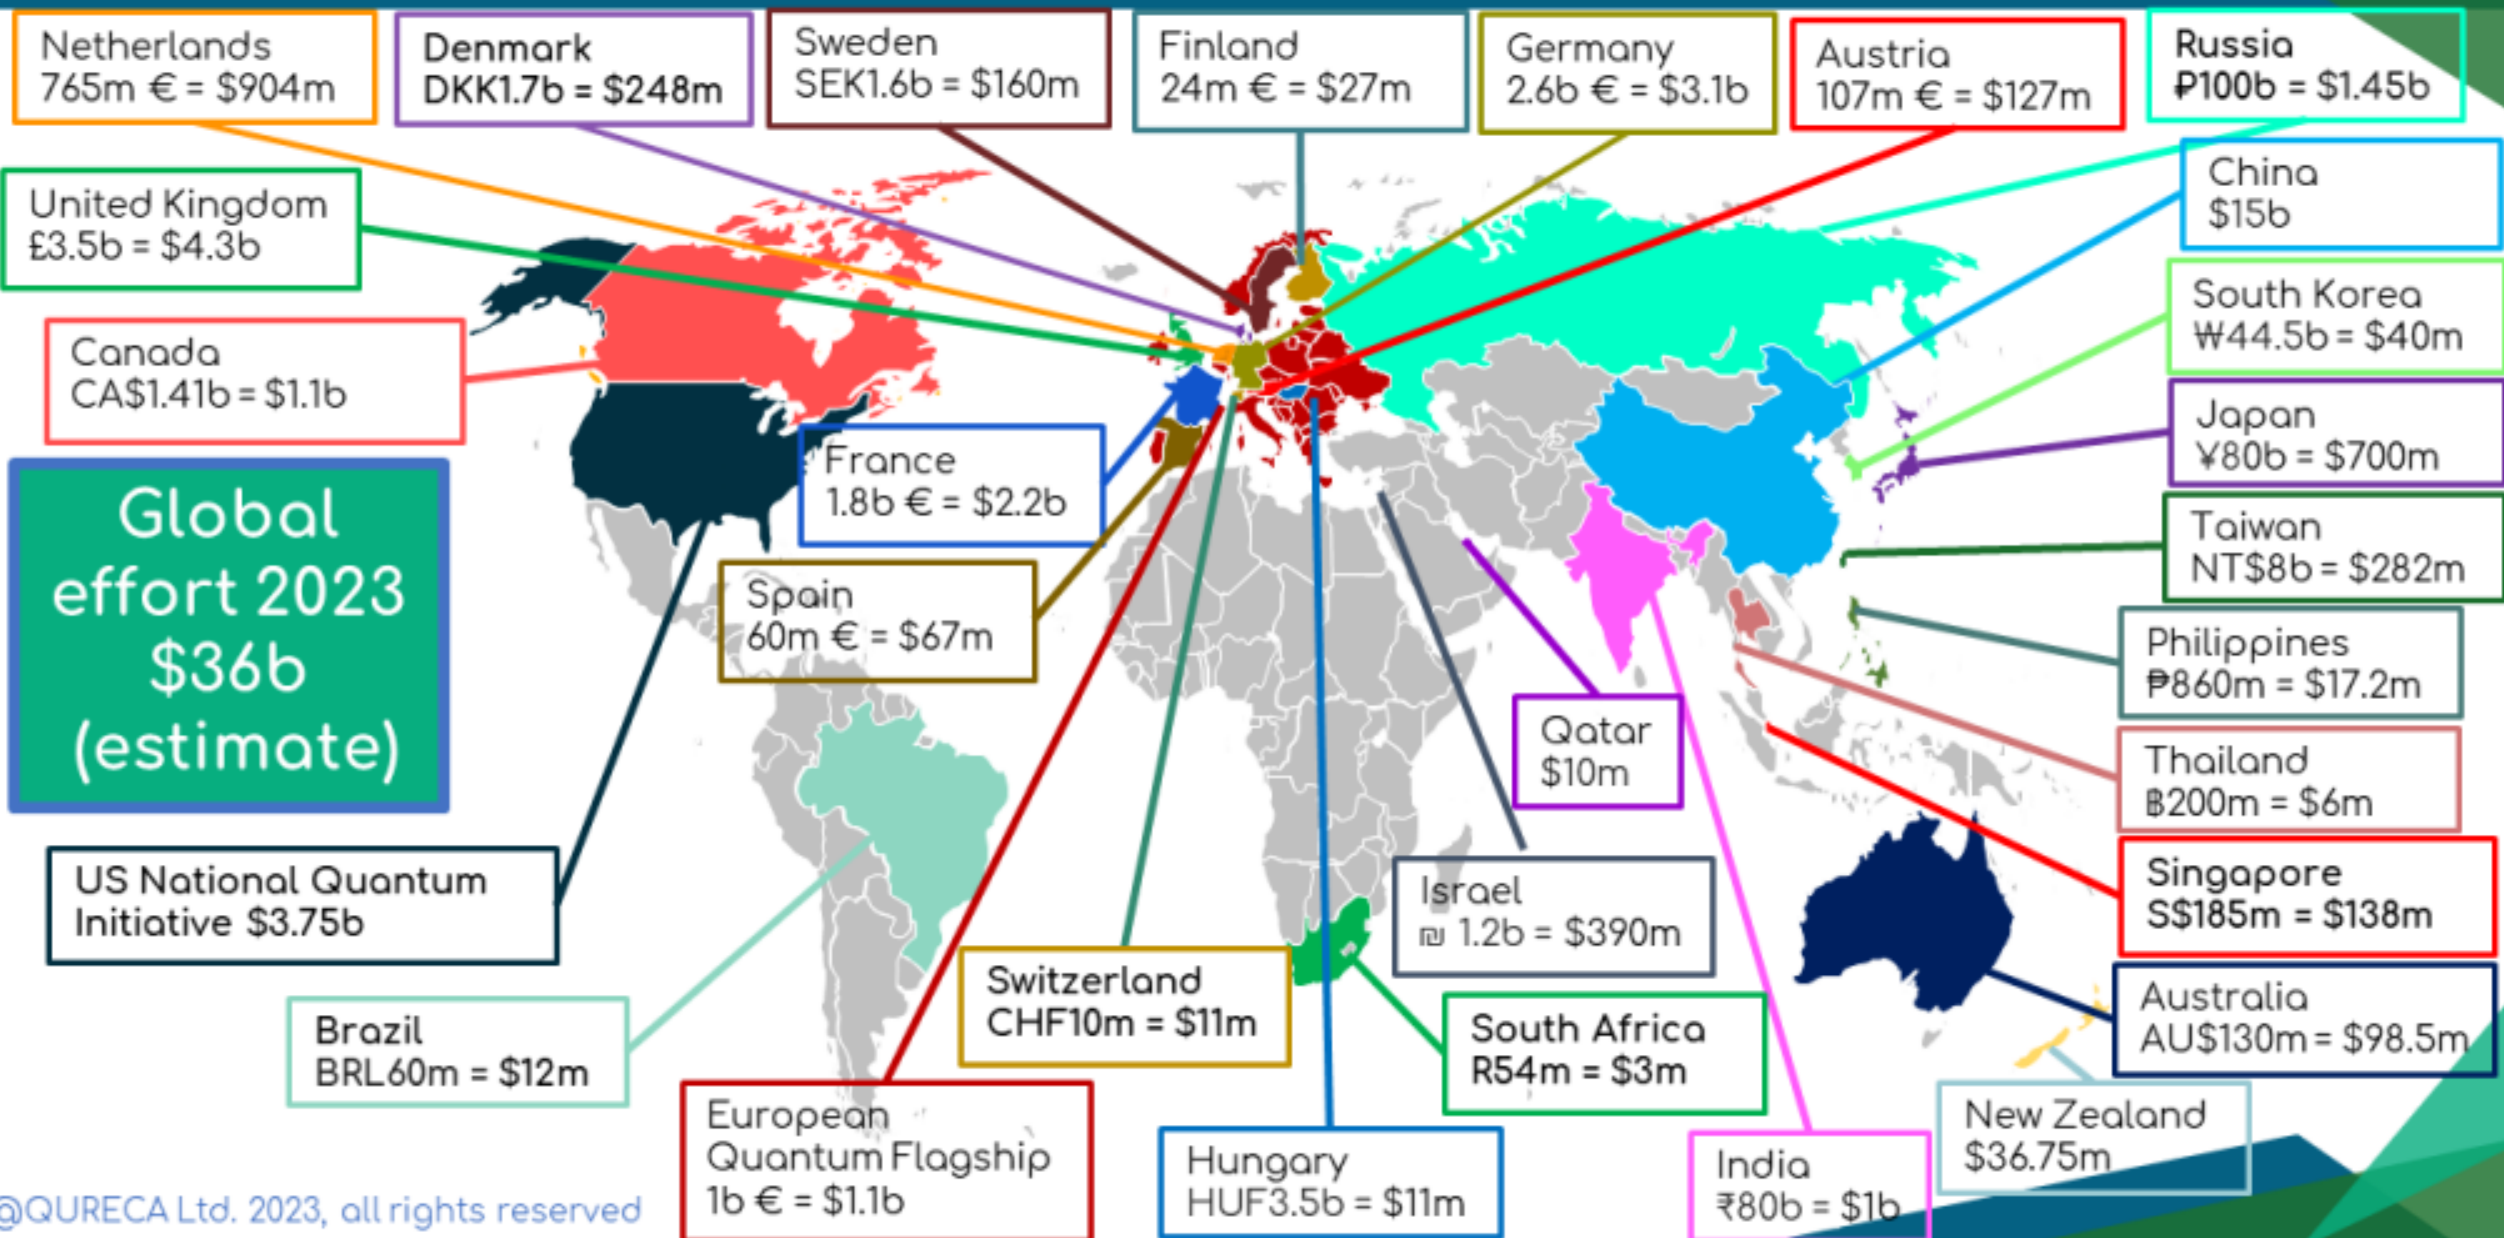 Netherlands
765m € = $904m
Denmark
DKK1.7b = $248m
Sweden
SEK1.6b = $160m
Finland
24m € = $27m
Germany
2.6b € = $3.1b
Austria
107m € = $127m
Russia
₽100b = $1.45b
United Kingdom
£3.5b = $4.3b
China
$15b
South Korea
₩44.5b = $40m
Canada
CA$1.41b = $1.1b
Japan
¥80b = $700m
France
1.8b € = $2.2b
Global
effort 2023
$36b
(estimate)
Taiwan
NT$8b = $282m
Spain
60m € = $67m
Philippines
₱860m = $17.2m
Qatar
$10m
Thailand
฿200m = $6m
US National Quantum
Initiative $3.75b
Israel
₪ 1.2b = $390m
Singapore
S$185m = $138m
Switzerland
CHF10m = $11m
Australia
AU$130m = $98.5m
Brazil
BRL60m = $12m
South Africa
R54m = $3m
European
Quantum Flagship
1b € = $1.1b
Hungary
HUF3.5b = $11m
India
₹80b = $1b
New Zealand
$36.75m
@QURECA Ltd. 2023, all rights reserved